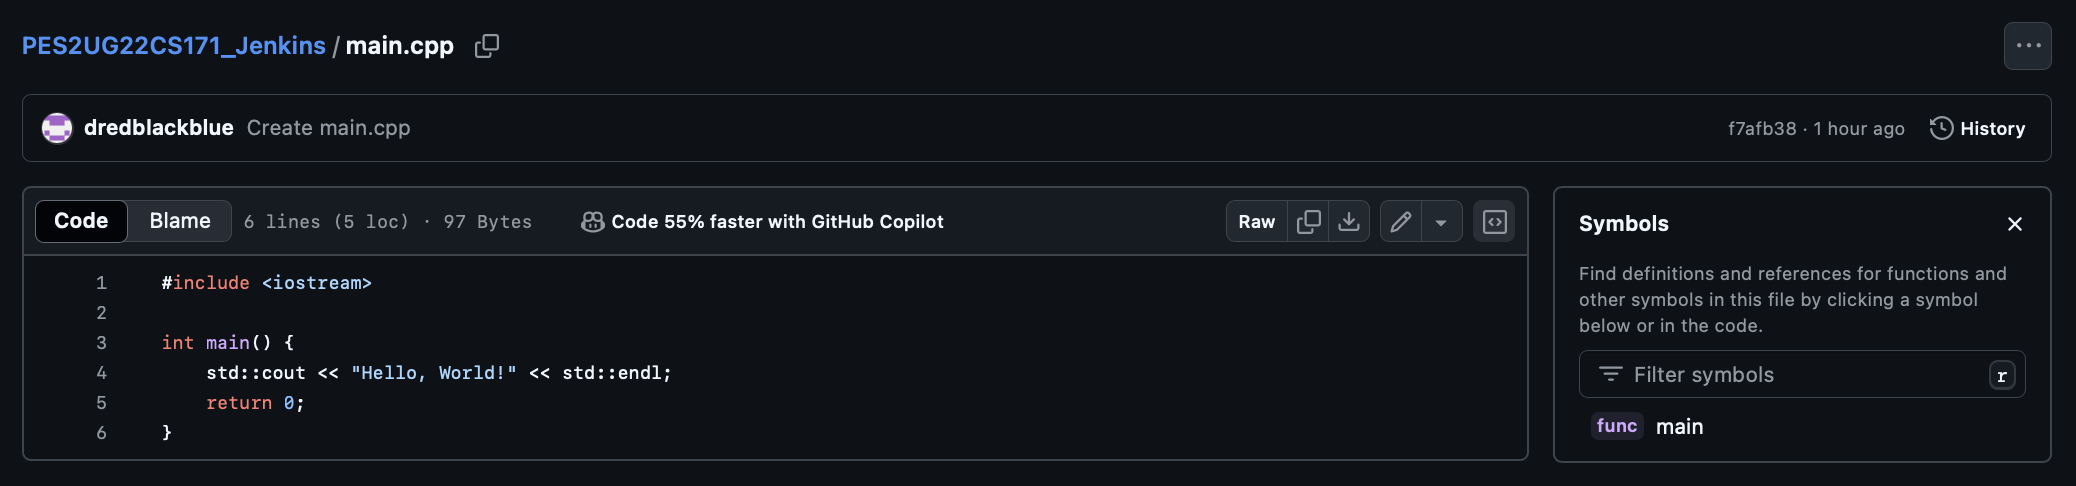 PES2UG22CS171_Jenkins / main.cpp
dredblackblue Create main.cpp f7afb38 · 1 hour ago History
Code Blame 6 lines (5 loc) · 97 Bytes Code 55% faster with GitHub Copilot Raw
1 #include <iostream>
2
3 int main() {
4     std::cout << "Hello, World!" << std::endl;
5     return 0;
6 }
Symbols
Find definitions and references for functions and
other symbols in this file by clicking a symbol
below or in the code.
Filter symbols r
func main